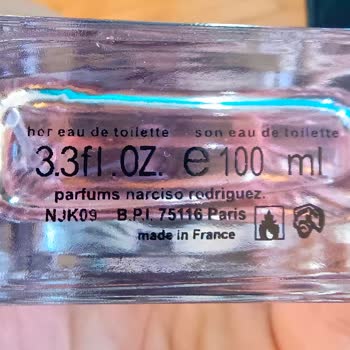 her eau de toilette son eau de toilette
3.3fl.oz. e 100 ml
parfums narciso rodriguez.
NJK09 B.P.I. 75116 Paris
made in France